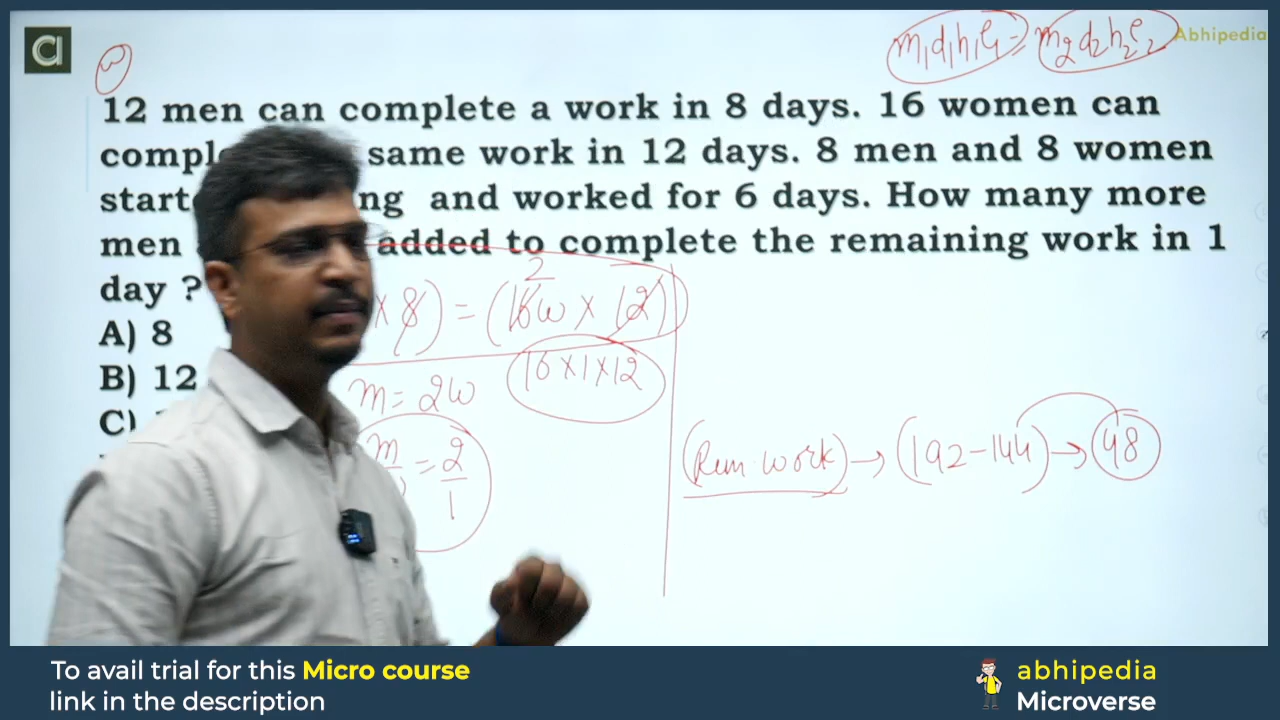 m₁d₁h₁e₁ = m₂d₂h₂e₂
Abhipedia
12 men can complete a work in 8 days. 16 women can
same work in 12 days. 8 men and 8 women
and worked for 6 days. How many more
men added to complete the remaining work in 1
day ?
× 8) = (16w × 12)
2
A) 8
B) 12
C)
m = 2w
16×1×12
m
= 2
1
(Rem. work) → (192-144) → 48
To avail trial for this Micro course
link in the description
abhipedia
Microverse